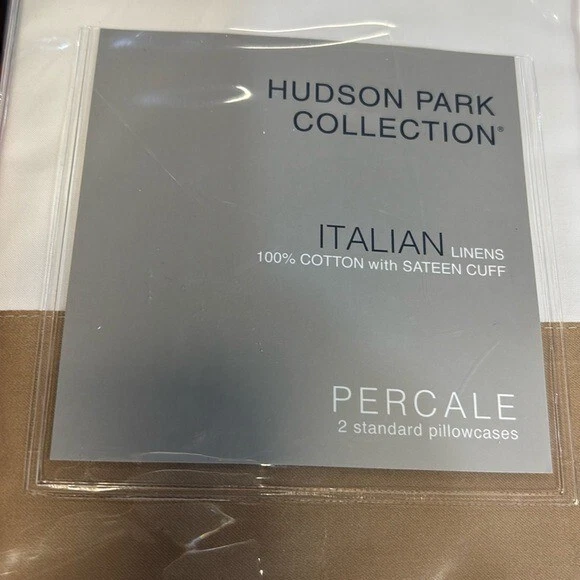 HUDSON PARK
COLLECTION®
ITALIAN LINENS
100% COTTON with SATEEN CUFF
PERCALE
2 standard pillowcases